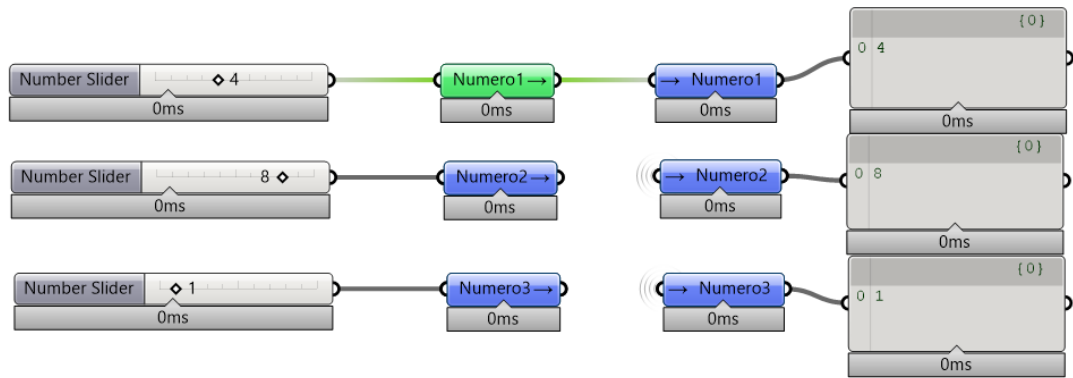 {0}
Number Slider 4 Numero1→ → Numero1 0 4
0ms 0ms 0ms 0ms
{0}
Number Slider 8 Numero2→ → Numero2 0 8
0ms 0ms 0ms 0ms
{0}
Number Slider 1 Numero3→ → Numero3 0 1
0ms 0ms 0ms 0ms